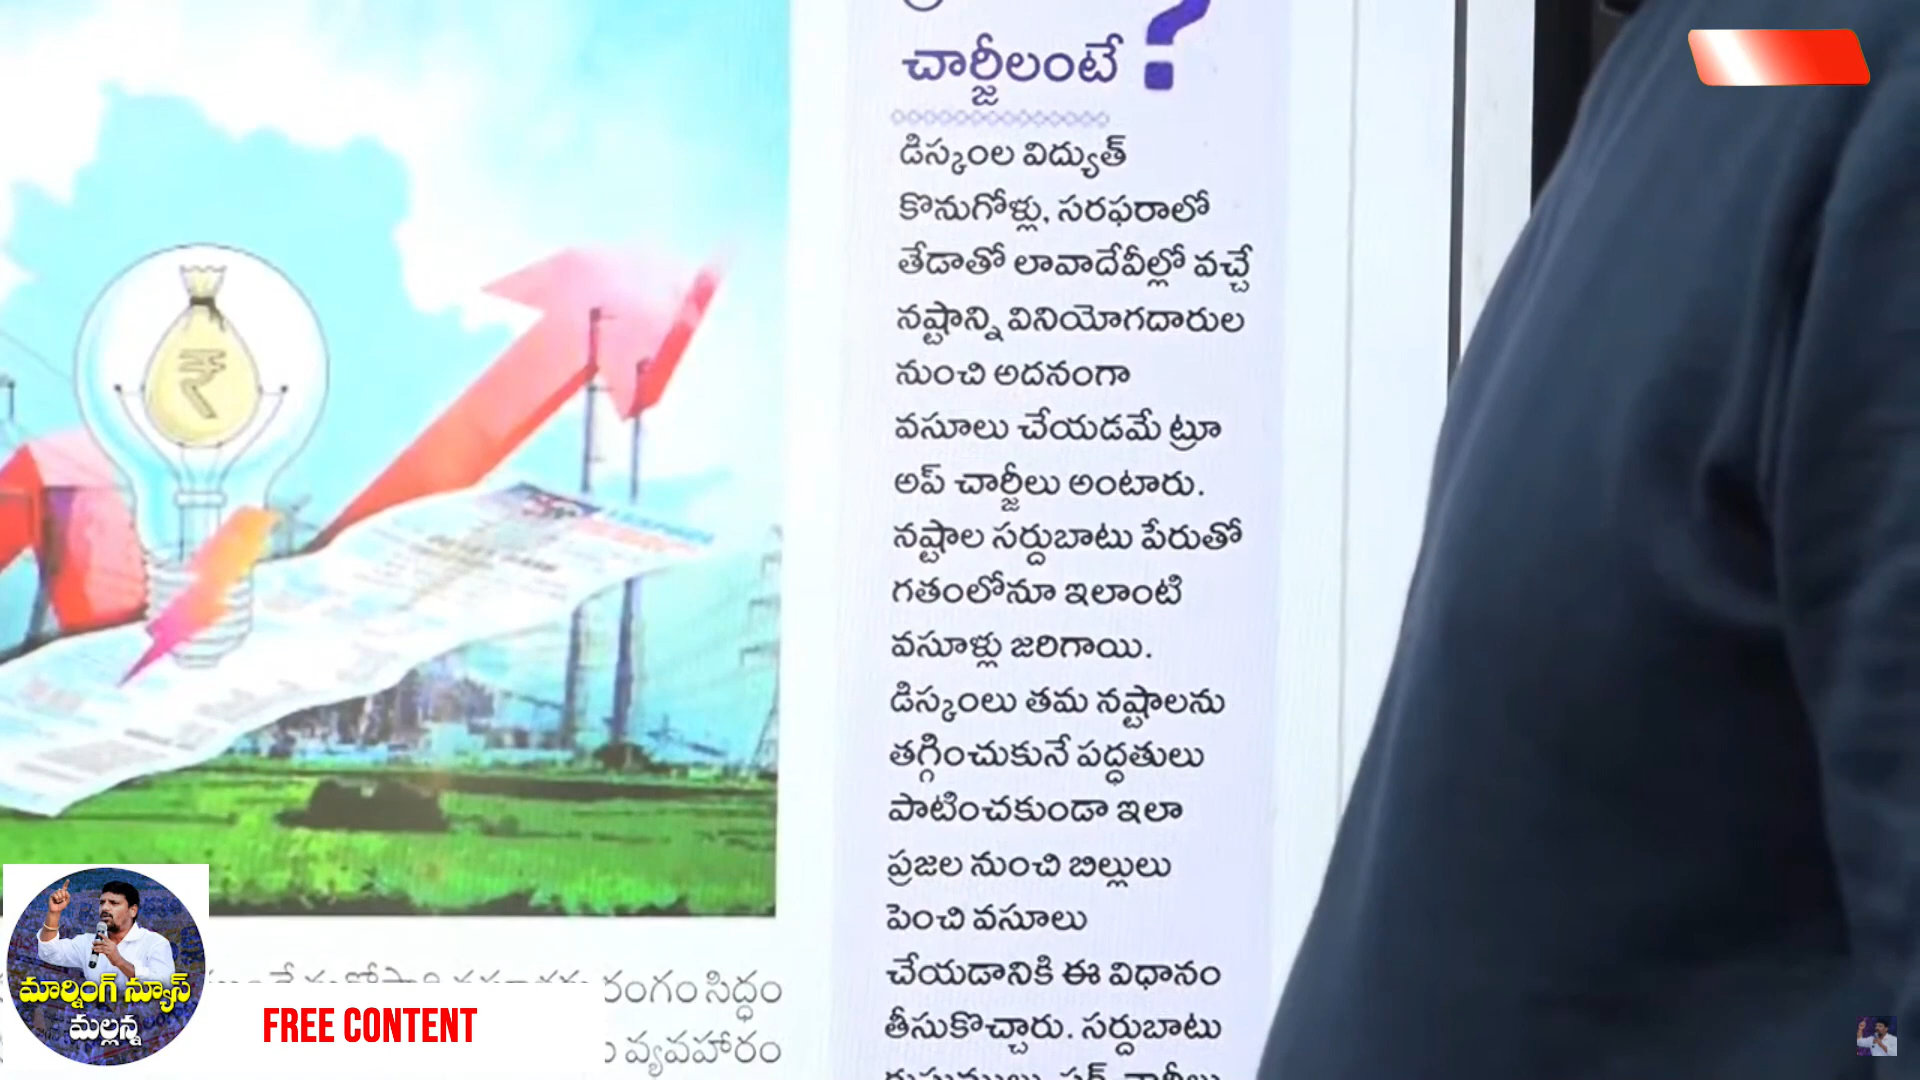 చార్జీలంటే ?
డిస్కంల విద్యుత్
కొనుగోళ్లు, సరఫరాలో
తేడాతో లావాదేవీల్లో వచ్చే
నష్టాన్ని వినియోగదారుల
నుంచి అదనంగా
వసూలు చేయడమే ట్రూ
అప్ చార్జీలు అంటారు.
నష్టాల సర్దుబాటు పేరుతో
గతంలోనూ ఇలాంటి
వసూళ్లు జరిగాయి.
డిస్కంలు తమ నష్టాలను
తగ్గించుకునే పద్ధతులు
పాటించకుండా ఇలా
ప్రజల నుంచి బిల్లులు
పెంచి వసూలు
చేయడానికి ఈ విధానం
తీసుకొచ్చారు. సర్దుబాటు
రంగం సిద్ధం
వ్యవహారం
₹
మార్నింగ్ న్యూస్
మల్లన్న
FREE CONTENT